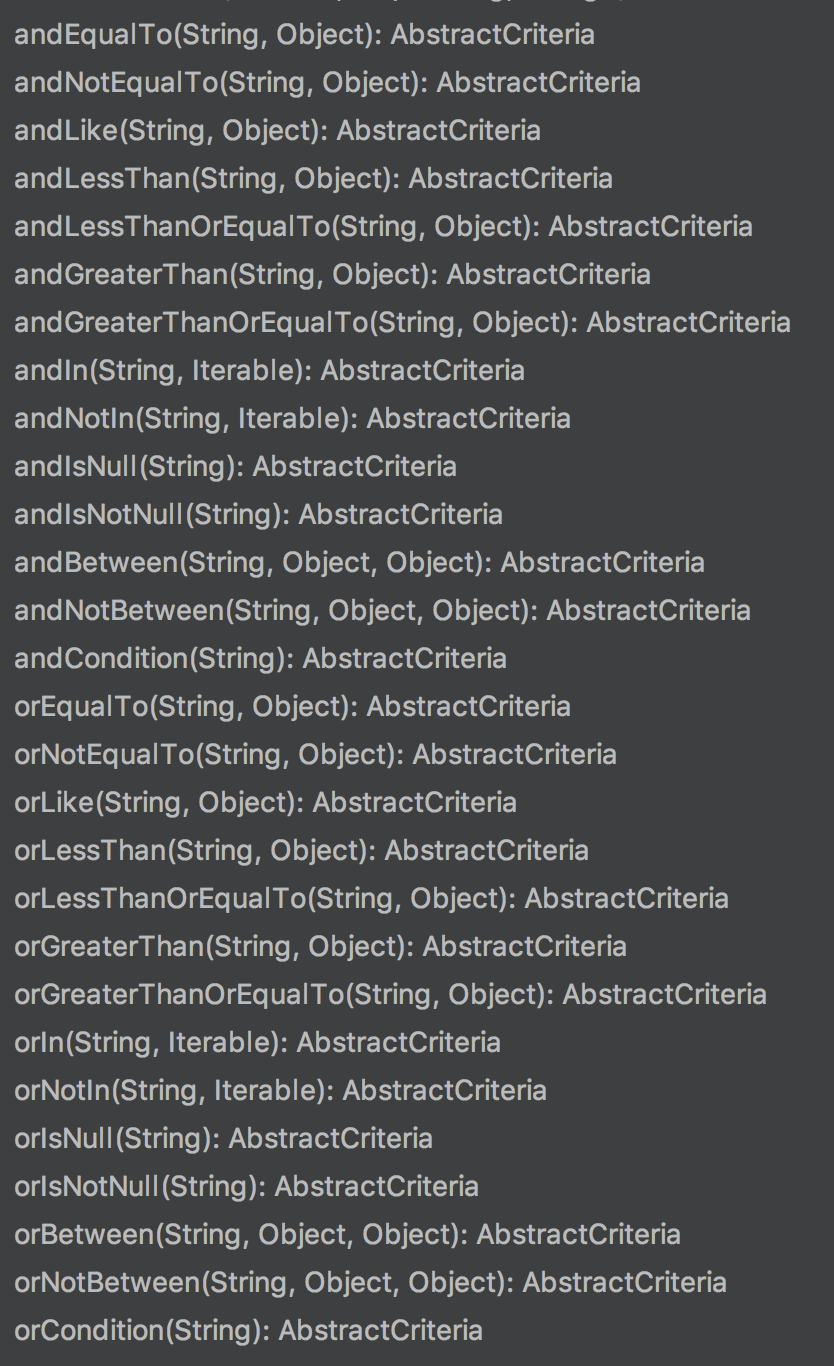 andEqualTo(String, Object): AbstractCriteria
andNotEqualTo(String, Object): AbstractCriteria
andLike(String, Object): AbstractCriteria
andLessThan(String, Object): AbstractCriteria
andLessThanOrEqualTo(String, Object): AbstractCriteria
andGreaterThan(String, Object): AbstractCriteria
andGreaterThanOrEqualTo(String, Object): AbstractCriteria
andIn(String, Iterable): AbstractCriteria
andNotIn(String, Iterable): AbstractCriteria
andIsNull(String): AbstractCriteria
andIsNotNull(String): AbstractCriteria
andBetween(String, Object, Object): AbstractCriteria
andNotBetween(String, Object, Object): AbstractCriteria
andCondition(String): AbstractCriteria
orEqualTo(String, Object): AbstractCriteria
orNotEqualTo(String, Object): AbstractCriteria
orLike(String, Object): AbstractCriteria
orLessThan(String, Object): AbstractCriteria
orLessThanOrEqualTo(String, Object): AbstractCriteria
orGreaterThan(String, Object): AbstractCriteria
orGreaterThanOrEqualTo(String, Object): AbstractCriteria
orIn(String, Iterable): AbstractCriteria
orNotIn(String, Iterable): AbstractCriteria
orIsNull(String): AbstractCriteria
orIsNotNull(String): AbstractCriteria
orBetween(String, Object, Object): AbstractCriteria
orNotBetween(String, Object, Object): AbstractCriteria
orCondition(String): AbstractCriteria